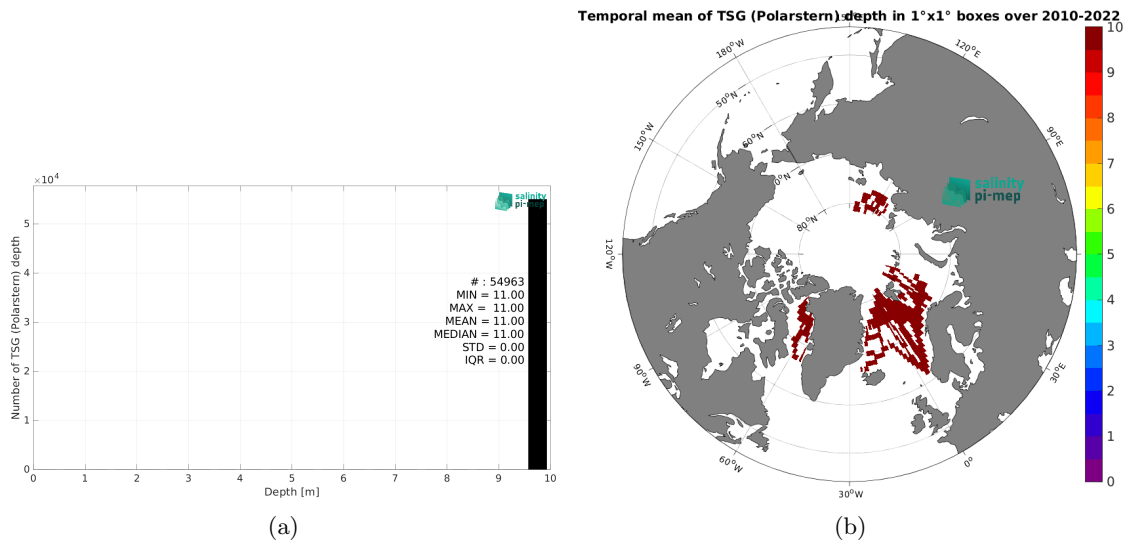 Temporal mean of TSG (Polarstern) depth in 1°x1° boxes over 2010-2022
×10⁴
Number of TSG (Polarstern) depth
5
4
3
2
1
0
salinity
pi-mep
# : 54963
MIN = 11.00
MAX = 11.00
MEAN = 11.00
MEDIAN = 11.00
STD = 0.00
IQR = 0.00
0 1 2 3 4 5 6 7 8 9 10
Depth [m]
(a)
180°W
120°E
150°W
90°E
120°W
90°W
30°E
60°W
0°
30°W
50°N
60°N
0°N
80°N
salinity
pi-mep
10
9
8
7
6
5
4
3
2
1
0
(b)